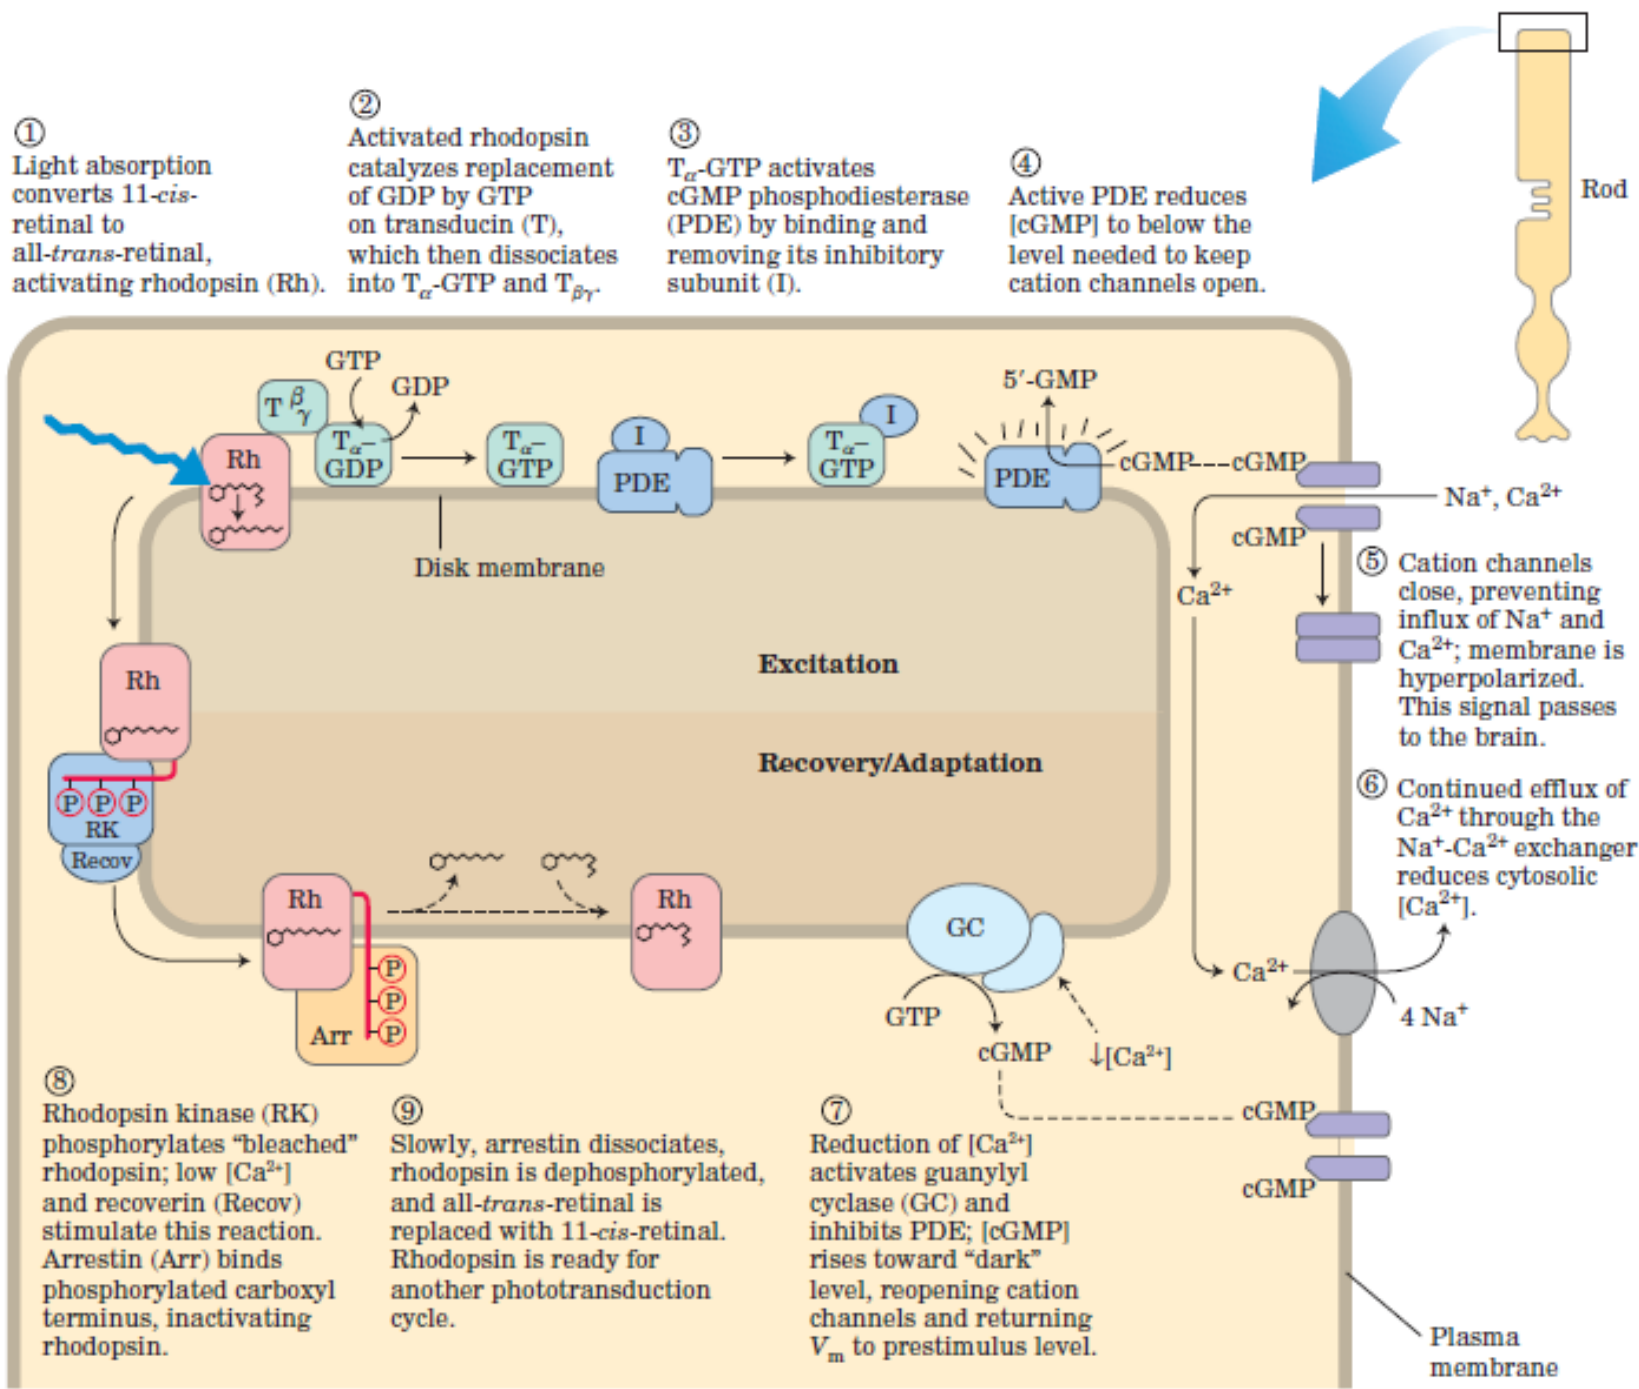 ①
Light absorption
converts 11-cis-
retinal to
all-trans-retinal,
activating rhodopsin (Rh).
②
Activated rhodopsin
catalyzes replacement
of GDP by GTP
on transducin (T),
which then dissociates
into Tα-GTP and Tβγ.
③
Tα-GTP activates
cGMP phosphodiesterase
(PDE) by binding and
removing its inhibitory
subunit (I).
④
Active PDE reduces
[cGMP] to below the
level needed to keep
cation channels open.
Rod
GTP
GDP
T β γ
Rh
Tα–
GDP
Tα–
GTP
I
PDE
Tα–
GTP
I
5′-GMP
PDE
cGMP
cGMP
Na⁺, Ca²⁺
cGMP
Ca²⁺
Disk membrane
⑤ Cation channels
close, preventing
influx of Na⁺ and
Ca²⁺; membrane is
hyperpolarized.
This signal passes
to the brain.
Excitation
Recovery/Adaptation
Rh
P P P
RK
Recov
⑥ Continued efflux of
Ca²⁺ through the
Na⁺-Ca²⁺ exchanger
reduces cytosolic
[Ca²⁺].
Rh
P
P
P
Arr
Rh
GC
GTP
cGMP
↓[Ca²⁺]
Ca²⁺
4 Na⁺
cGMP
cGMP
⑧
Rhodopsin kinase (RK)
phosphorylates “bleached”
rhodopsin; low [Ca²⁺]
and recoverin (Recov)
stimulate this reaction.
Arrestin (Arr) binds
phosphorylated carboxyl
terminus, inactivating
rhodopsin.
⑨
Slowly, arrestin dissociates,
rhodopsin is dephosphorylated,
and all-trans-retinal is
replaced with 11-cis-retinal.
Rhodopsin is ready for
another phototransduction
cycle.
⑦
Reduction of [Ca²⁺]
activates guanylyl
cyclase (GC) and
inhibits PDE; [cGMP]
rises toward “dark”
level, reopening cation
channels and returning
Vm to prestimulus level.
Plasma
membrane